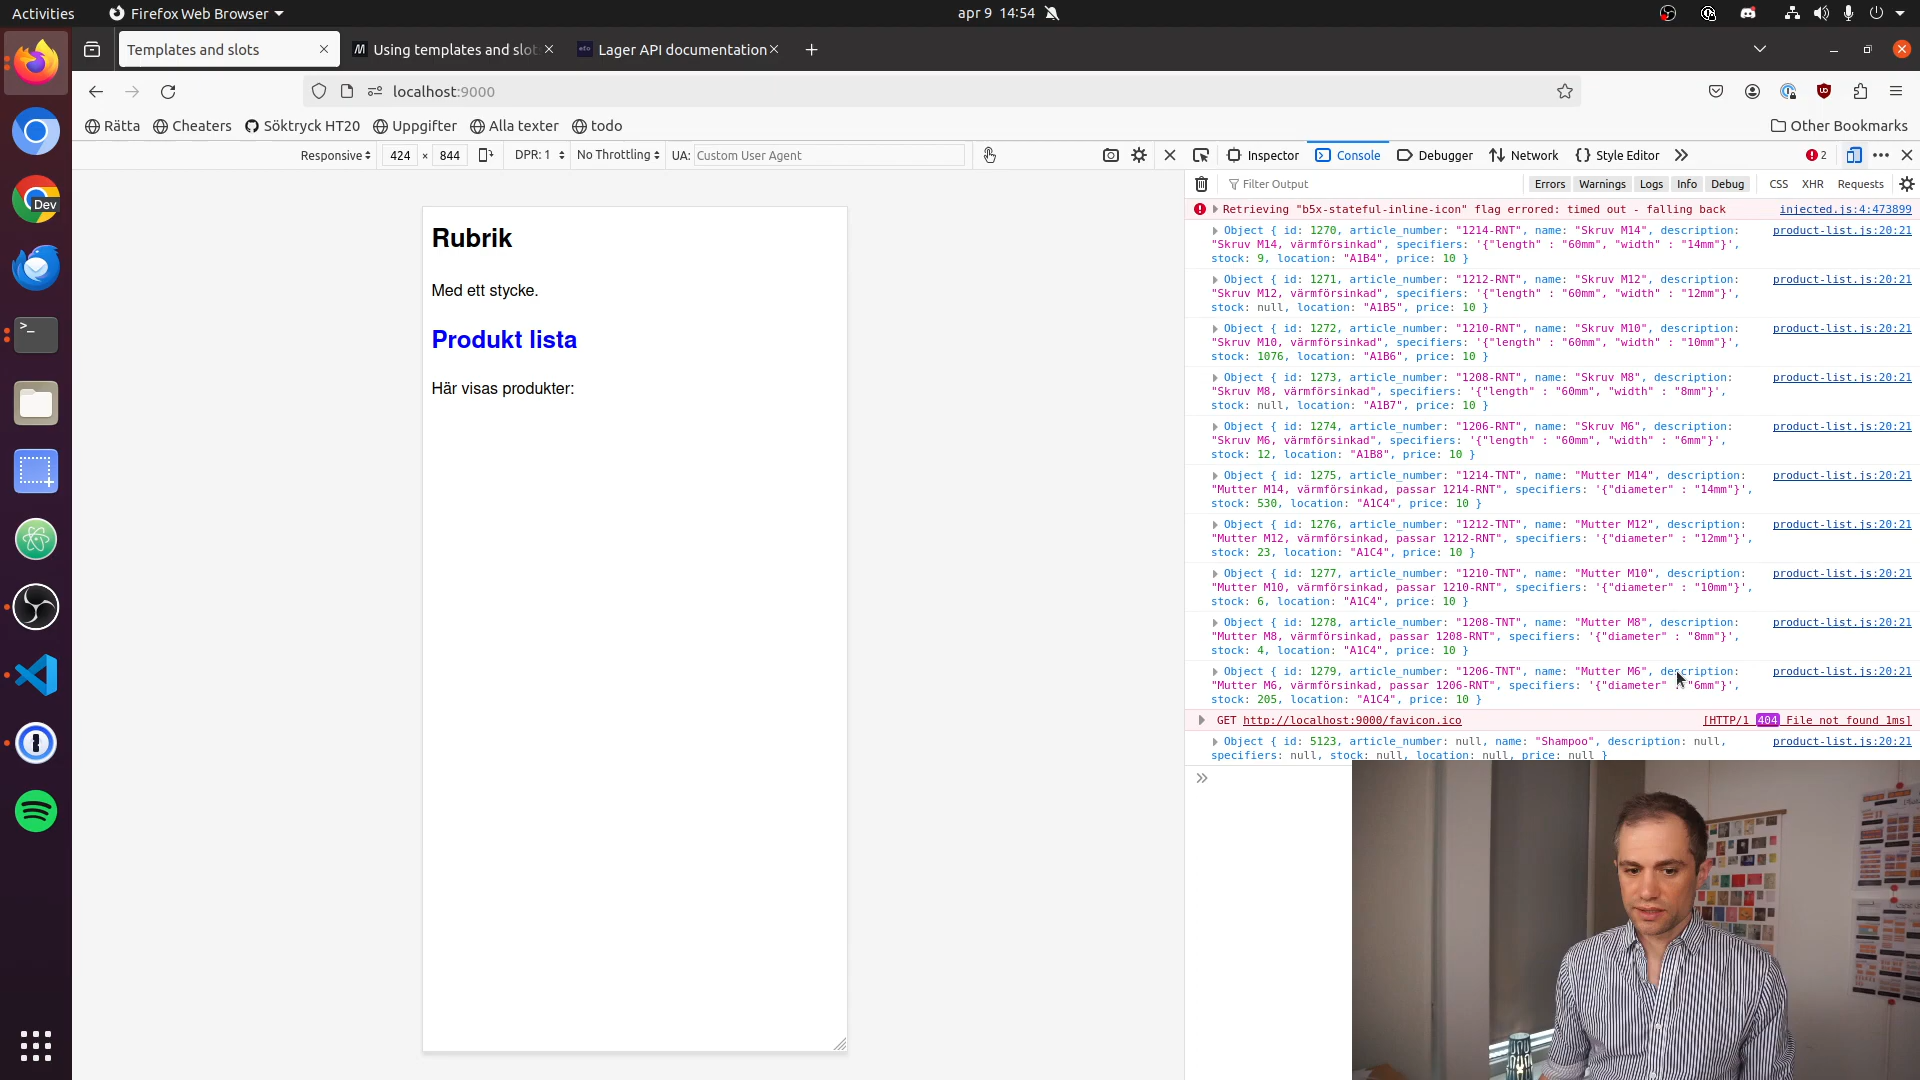 Activities
Firefox Web Browser
apr 9 14:54
Templates and slots
Using templates and slot
Lager API documentation
localhost:9000
Rätta
Cheaters
Söktryck HT20
Uppgifter
Alla texter
todo
Other Bookmarks
Responsive
424 × 844
DPR: 1
No Throttling
UA: Custom User Agent
Inspector
Console
Debugger
Network
Style Editor
2
Filter Output
Errors
Warnings
Logs
Info
Debug
CSS
XHR
Requests
Dev
Rubrik
Med ett stycke.
Produkt lista
Här visas produkter:
Retrieving "b5x-stateful-inline-icon" flag errored: timed out - falling back injected.js:4:473899
Object { id: 1270, article_number: "1214-RNT", name: "Skruv M14", description: product-list.js:20:21
"Skruv M14, värmförsinkad", specifiers: '{"length" : "60mm", "width" : "14mm"}',
stock: 9, location: "A1B4", price: 10 }
Object { id: 1271, article_number: "1212-RNT", name: "Skruv M12", description: product-list.js:20:21
"Skruv M12, värmförsinkad", specifiers: '{"length" : "60mm", "width" : "12mm"}',
stock: null, location: "A1B5", price: 10 }
Object { id: 1272, article_number: "1210-RNT", name: "Skruv M10", description: product-list.js:20:21
"Skruv M10, värmförsinkad", specifiers: '{"length" : "60mm", "width" : "10mm"}',
stock: 1076, location: "A1B6", price: 10 }
Object { id: 1273, article_number: "1208-RNT", name: "Skruv M8", description: product-list.js:20:21
"Skruv M8, värmförsinkad", specifiers: '{"length" : "60mm", "width" : "8mm"}',
stock: null, location: "A1B7", price: 10 }
Object { id: 1274, article_number: "1206-RNT", name: "Skruv M6", description: product-list.js:20:21
"Skruv M6, värmförsinkad", specifiers: '{"length" : "60mm", "width" : "6mm"}',
stock: 12, location: "A1B8", price: 10 }
Object { id: 1275, article_number: "1214-TNT", name: "Mutter M14", description: product-list.js:20:21
"Mutter M14, värmförsinkad, passar 1214-RNT", specifiers: '{"diameter" : "14mm"}',
stock: 530, location: "A1C4", price: 10 }
Object { id: 1276, article_number: "1212-TNT", name: "Mutter M12", description: product-list.js:20:21
"Mutter M12, värmförsinkad, passar 1212-RNT", specifiers: '{"diameter" : "12mm"}',
stock: 23, location: "A1C4", price: 10 }
Object { id: 1277, article_number: "1210-TNT", name: "Mutter M10", description: product-list.js:20:21
"Mutter M10, värmförsinkad, passar 1210-RNT", specifiers: '{"diameter" : "10mm"}',
stock: 6, location: "A1C4", price: 10 }
Object { id: 1278, article_number: "1208-TNT", name: "Mutter M8", description: product-list.js:20:21
"Mutter M8, värmförsinkad, passar 1208-RNT", specifiers: '{"diameter" : "8mm"}',
stock: 4, location: "A1C4", price: 10 }
Object { id: 1279, article_number: "1206-TNT", name: "Mutter M6", description: product-list.js:20:21
"Mutter M6, värmförsinkad, passar 1206-RNT", specifiers: '{"diameter" : "6mm"}',
stock: 205, location: "A1C4", price: 10 }
GET http://localhost:9000/favicon.ico [HTTP/1 404 File not found 1ms]
Object { id: 5123, article_number: null, name: "Shampoo", description: null, product-list.js:20:21
specifiers: null, stock: null, location: null, price: null }